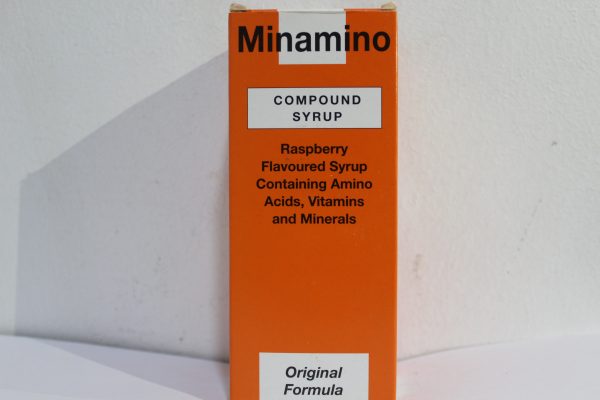 Minamino
COMPOUND
SYRUP
Raspberry
Flavoured Syrup
Containing Amino
Acids, Vitamins
and Minerals
Original
Formula